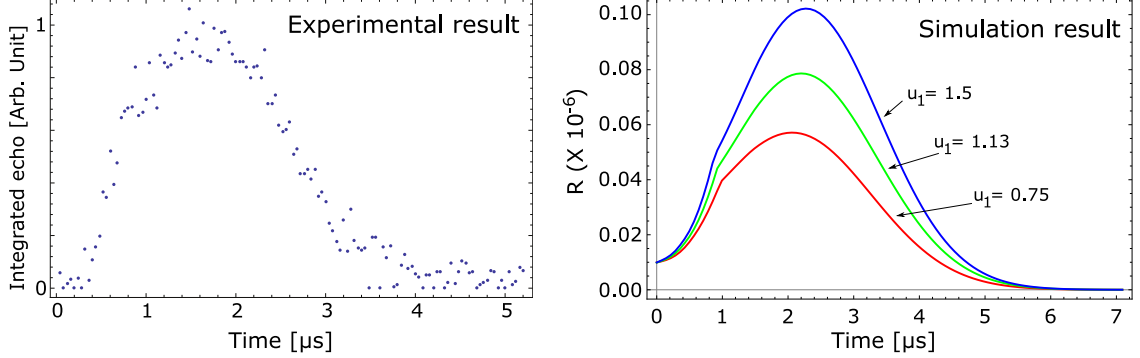 Experimental result
Integrated echo [Arb. Unit]
1
0
0 1 2 3 4 5
Time [µs]
Simulation result
R (X 10⁻⁶)
0.10
0.08
0.06
0.04
0.02
0.00
u₁= 1.5
u₁= 1.13
u₁= 0.75
0 1 2 3 4 5 6 7
Time [µs]